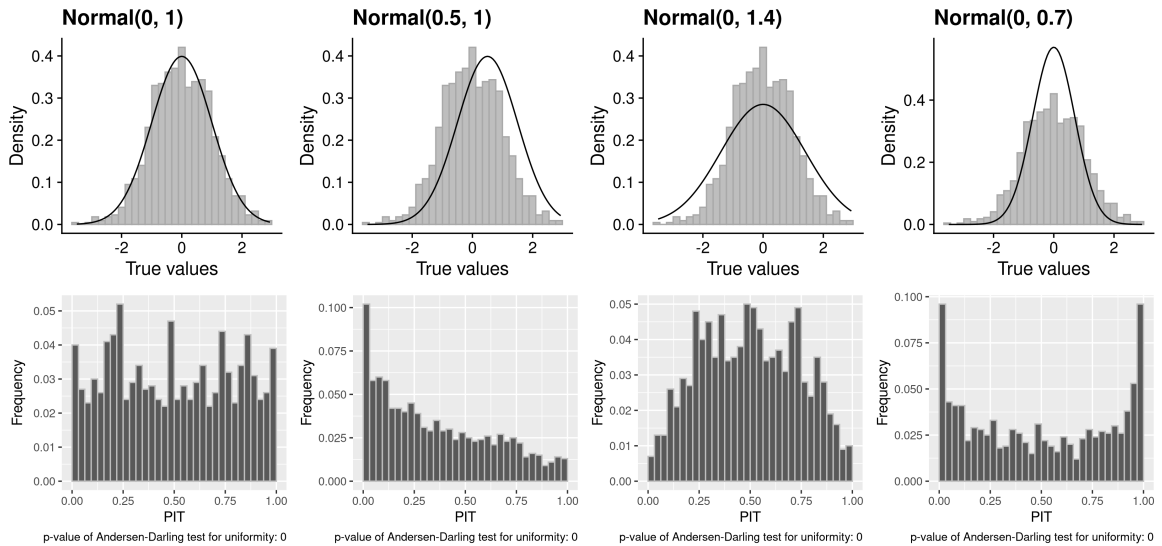 Normal(0, 1)
Normal(0.5, 1)
Normal(0, 1.4)
Normal(0, 0.7)
Density
0.4
0.3
0.2
0.1
0.0
-2 0 2
True values
Density
0.4
0.3
0.2
0.1
0.0
-2 0 2
True values
Density
0.4
0.3
0.2
0.1
0.0
-2 0 2
True values
Density
0.4
0.2
0.0
-2 0 2
True values
Frequency
0.05
0.04
0.03
0.02
0.01
0.00
0.00 0.25 0.50 0.75 1.00
PIT
p-value of Andersen-Darling test for uniformity: 0
Frequency
0.100
0.075
0.050
0.025
0.000
0.00 0.25 0.50 0.75 1.00
PIT
p-value of Andersen-Darling test for uniformity: 0
Frequency
0.05
0.04
0.03
0.02
0.01
0.00
0.00 0.25 0.50 0.75 1.00
PIT
p-value of Andersen-Darling test for uniformity: 0
Frequency
0.100
0.075
0.050
0.025
0.000
0.00 0.25 0.50 0.75 1.00
PIT
p-value of Andersen-Darling test for uniformity: 0